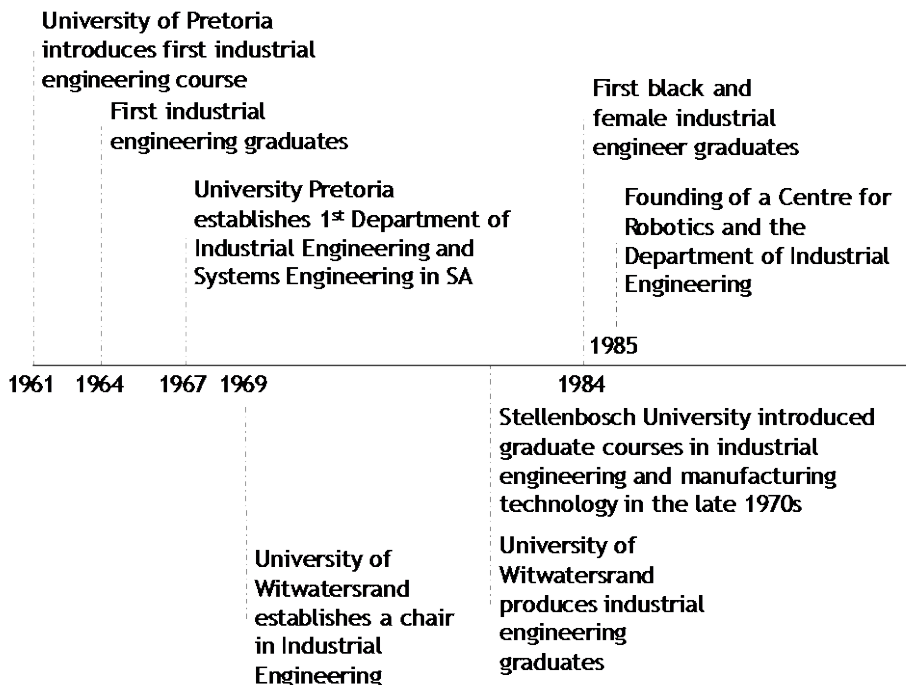 University of Pretoria
introduces first industrial
engineering course
First industrial
engineering graduates
University Pretoria
establishes 1st Department of
Industrial Engineering and
Systems Engineering in SA
First black and
female industrial
engineer graduates
Founding of a Centre for
Robotics and the
Department of Industrial
Engineering
1985
1961 1964 1967 1969 1984
Stellenbosch University introduced
graduate courses in industrial
engineering and manufacturing
technology in the late 1970s
University of
Witwatersrand
establishes a chair
in Industrial
Engineering
University of
Witwatersrand
produces industrial
engineering
graduates